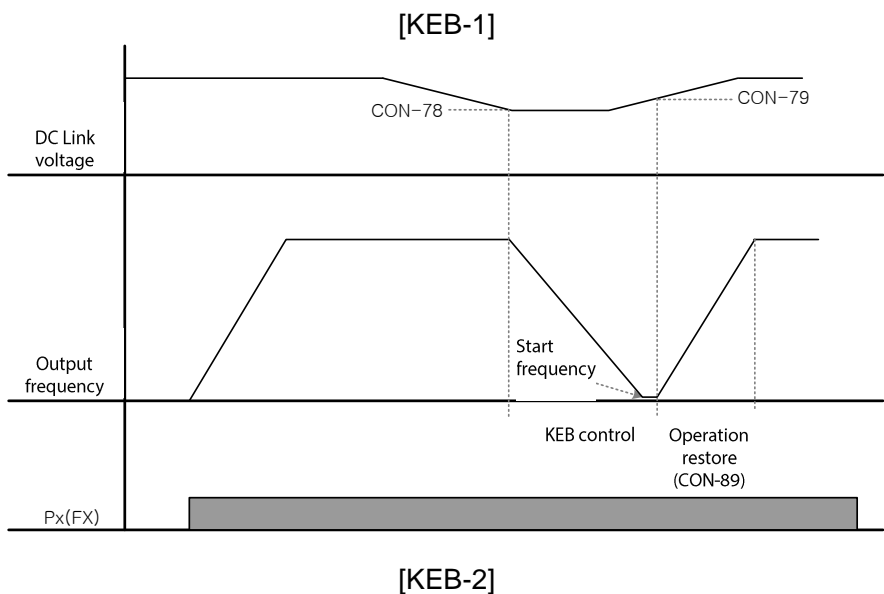 [KEB-1]
CON-78
CON-79
DC Link
voltage
Start
frequency
Output
frequency
KEB control
Operation
restore
(CON-89)
Px(FX)
[KEB-2]